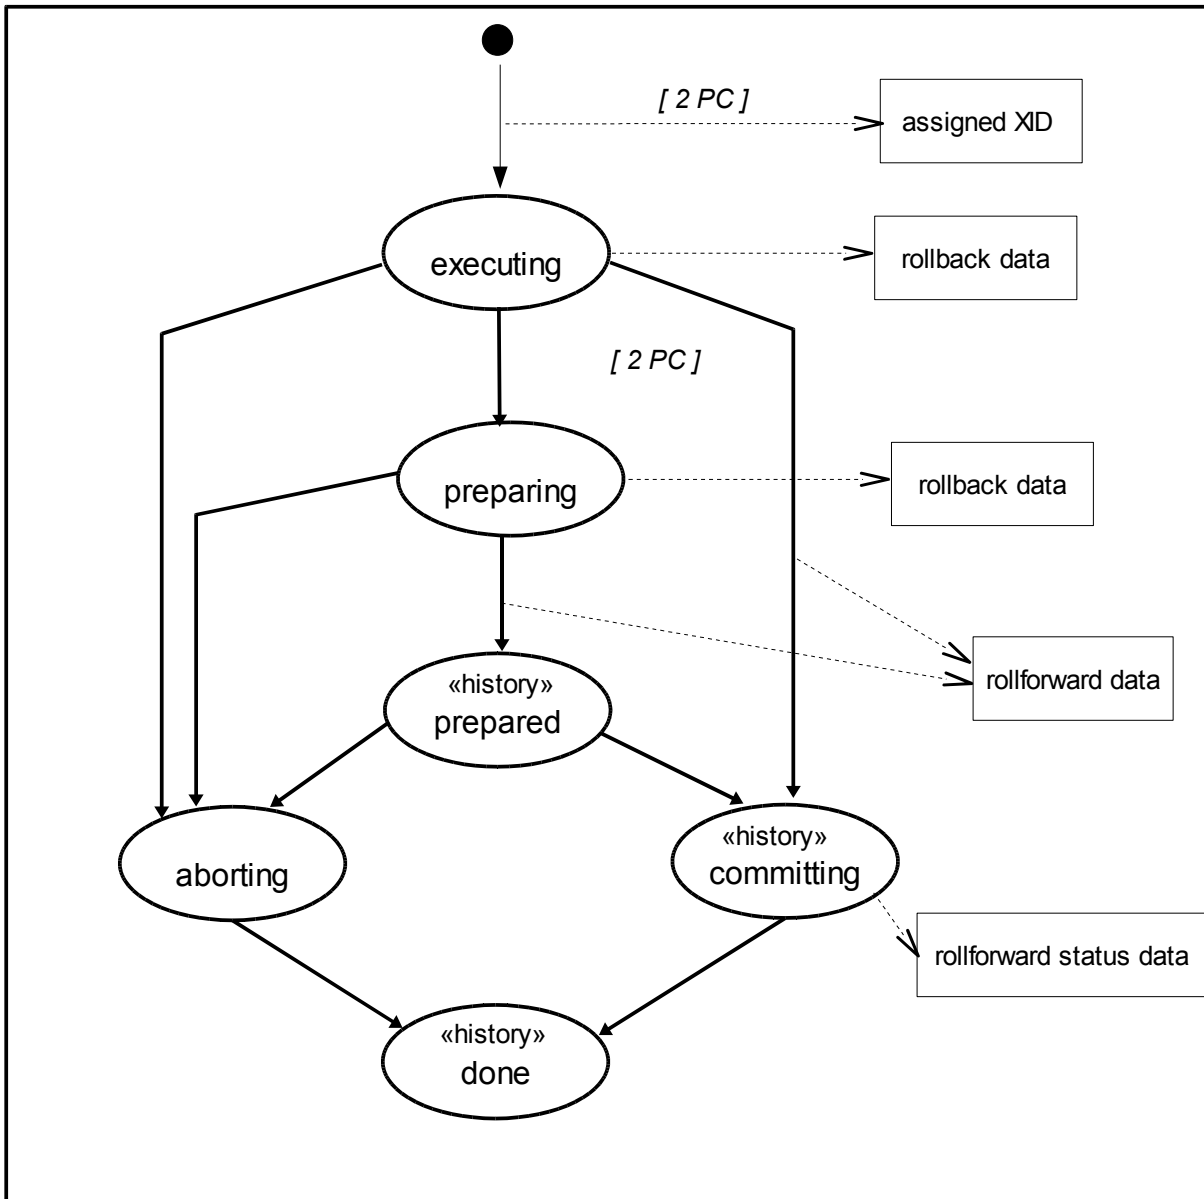 [ 2 PC ]
assigned XID
executing
rollback data
[ 2 PC ]
preparing
rollback data
«history»
prepared
rollforward data
aborting
«history»
committing
rollforward status data
«history»
done